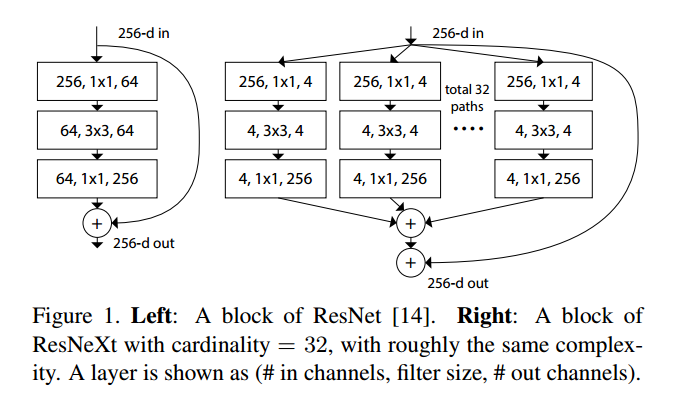 256-d in
256, 1x1, 64
64, 3x3, 64
64, 1x1, 256
+
256-d out
256-d in
256, 1x1, 4
256, 1x1, 4
total 32
paths
....
256, 1x1, 4
4, 3x3, 4
4, 3x3, 4
4, 3x3, 4
4, 1x1, 256
4, 1x1, 256
4, 1x1, 256
+
+
256-d out
Figure 1. Left: A block of ResNet [14]. Right: A block of
ResNeXt with cardinality = 32, with roughly the same complex-
ity. A layer is shown as (# in channels, filter size, # out channels).